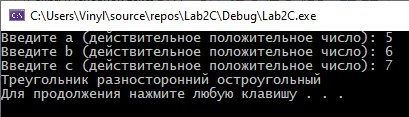 C:\Users\Vinyl\source\repos\Lab2C\Debug\Lab2C.exe
Введите a (действительное положительное число): 5
Введите b (действительное положительное число): 6
Введите c (действительное положительное число): 7
Треугольник разносторонний остроугольный
Для продолжения нажмите любую клавишу . . .